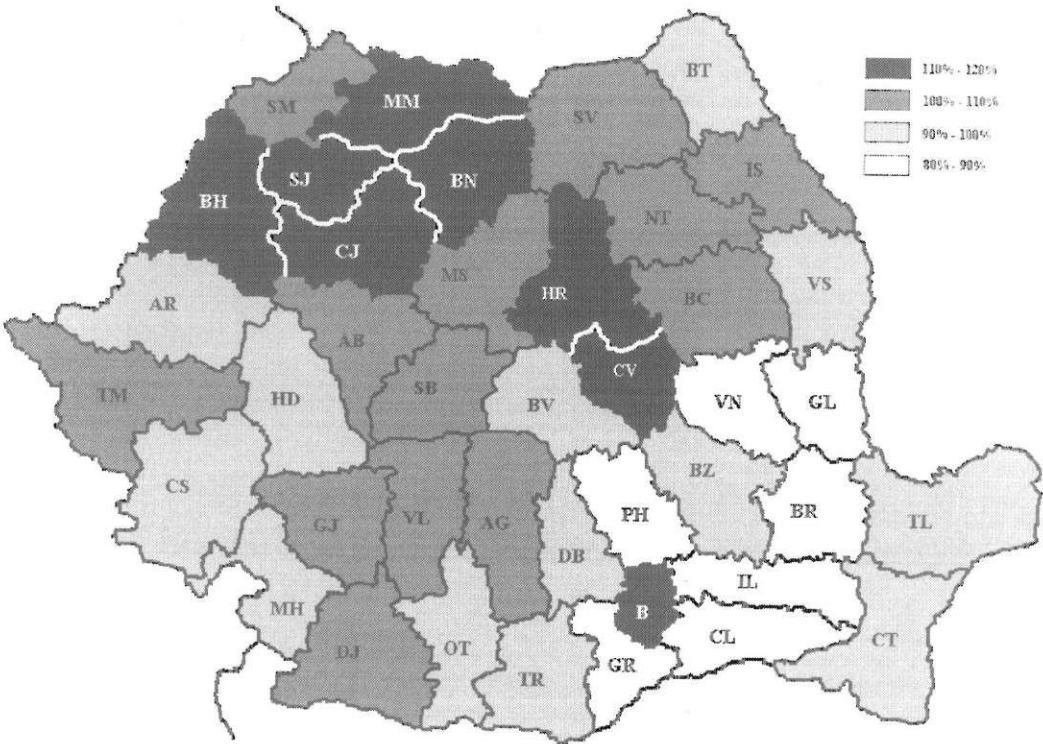 BT
110% - 120%
MM
SM
100% - 110%
SV
90% - 100%
IS
80% - 90%
SJ
BN
BH
NT
CJ
MS
VS
HR
BC
AR
AB
CV
TM
SB
HD
BV
VN
GL
BZ
CS
PH
BR
TL
GJ
VL
AG
DB
IL
MH
B
CL
CT
DJ
OT
GR
TR